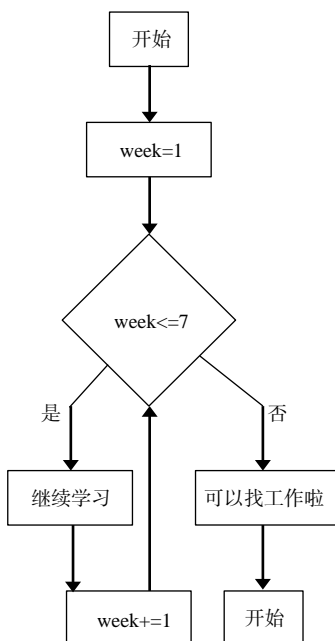 开始
week=1
week<=7
是
否
继续学习
可以找工作啦
week+=1
开始